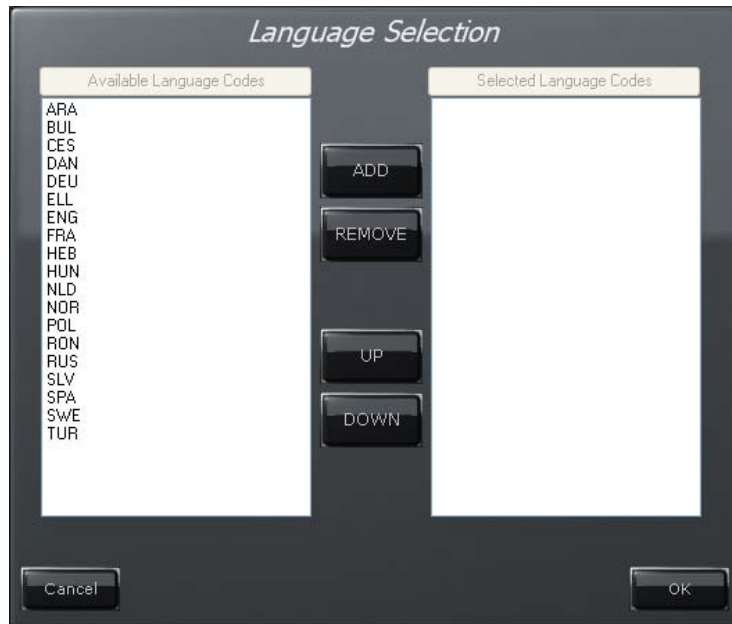 Language Selection
Available Language Codes
Selected Language Codes
ARA
BUL
CES
DAN
DEU
ELL
ENG
FRA
HEB
HUN
NLD
NOR
POL
RON
RUS
SLV
SPA
SWE
TUR
ADD
REMOVE
UP
DOWN
Cancel
OK